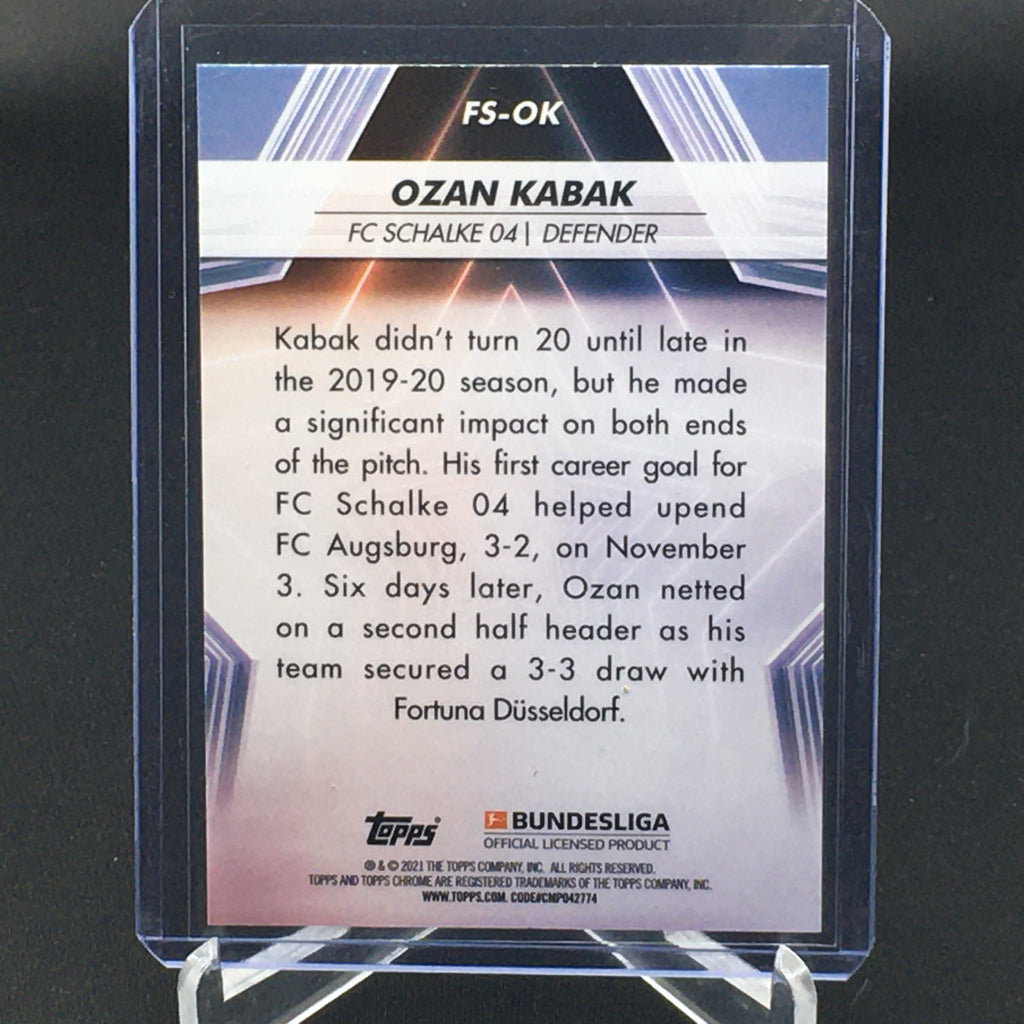 FS-OK
OZAN KABAK
FC SCHALKE 04 | DEFENDER
Kabak didn't turn 20 until late in
the 2019-20 season, but he made
a significant impact on both ends
of the pitch. His first career goal for
FC Schalke 04 helped upend
FC Augsburg, 3-2, on November
3. Six days later, Ozan netted
on a second half header as his
team secured a 3-3 draw with
Fortuna Düsseldorf.
topps®
BUNDESLIGA
OFFICIAL LICENSED PRODUCT
® & © 2021 THE TOPPS COMPANY, INC. ALL RIGHTS RESERVED.
TOPPS AND TOPPS CHROME ARE REGISTERED TRADEMARKS OF THE TOPPS COMPANY, INC.
WWW.TOPPS.COM. CODE#CMP042774